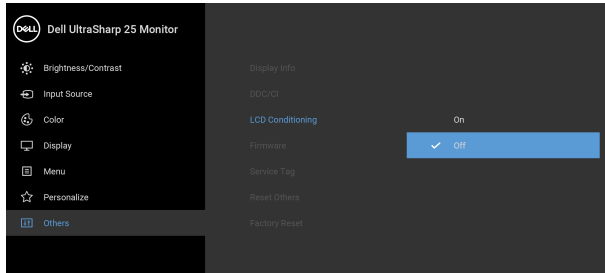 DELL Dell UltraSharp 25 Monitor
Brightness/Contrast
Input Source
Color
Display
Menu
Personalize
Others
Display Info
DDC/CI
LCD Conditioning
Firmware
Service Tag
Reset Others
Factory Reset
On
Off